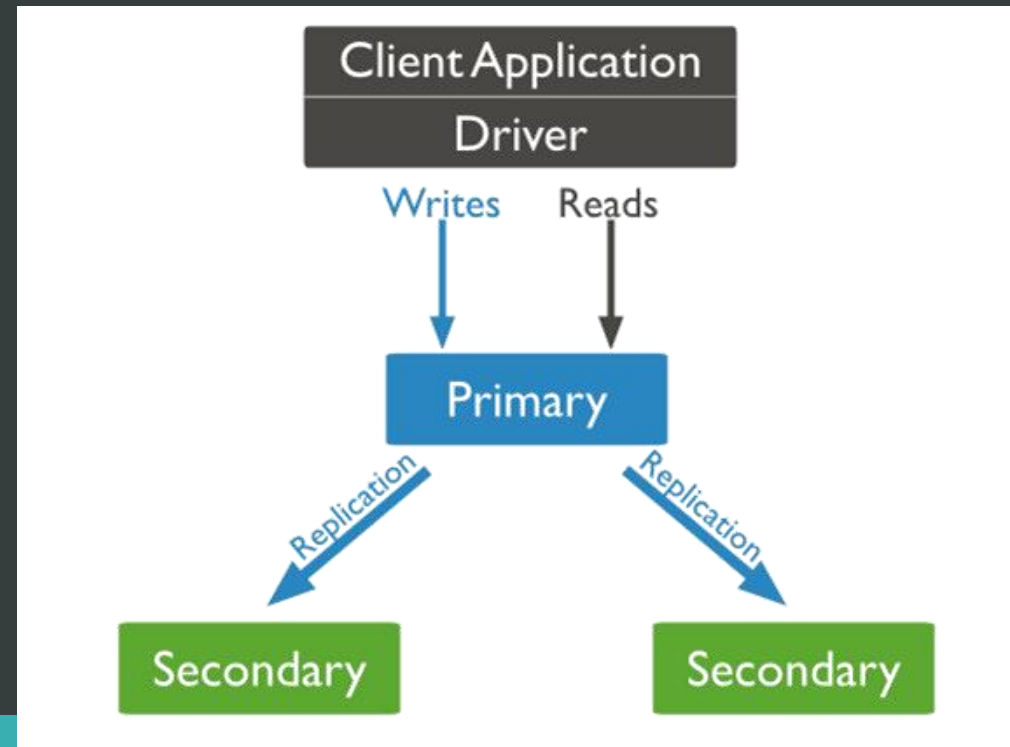 Client Application
Driver
Writes Reads
Primary
Replication Replication
Secondary Secondary